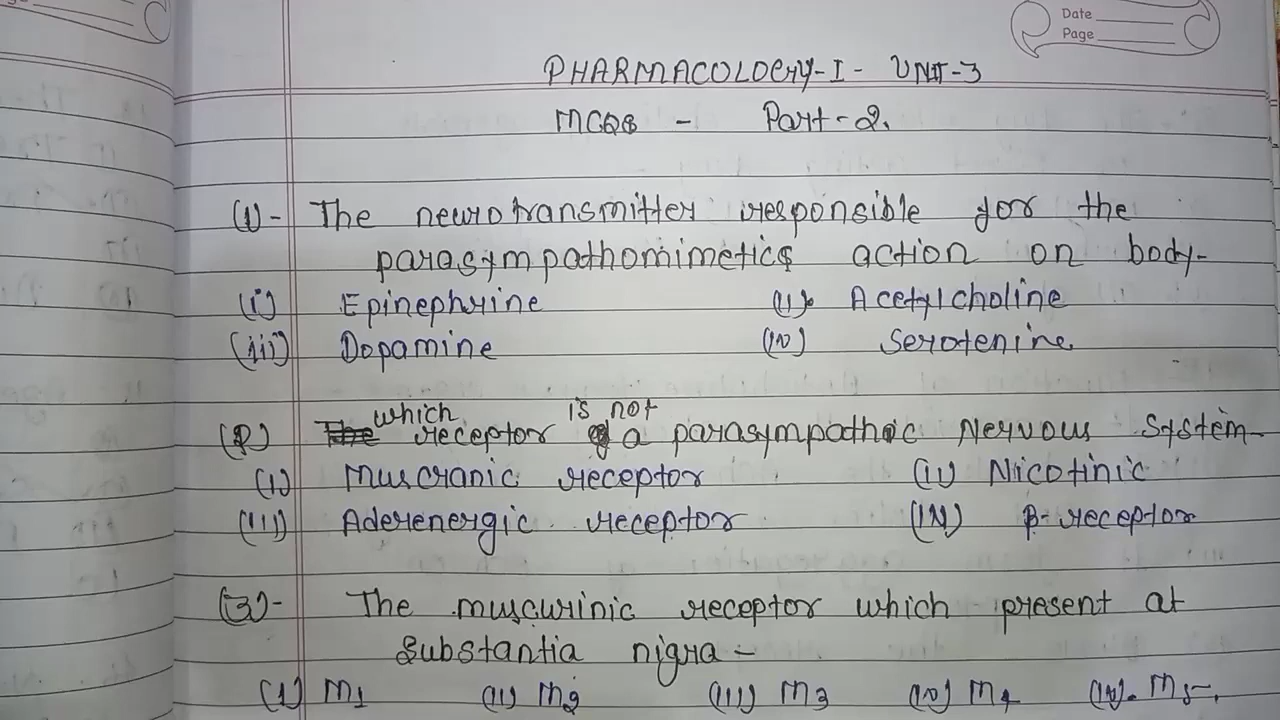 Date
Page
PHARMACOLOGY-I - UNIT-3
MCQs - Part-2.
(1)- The neurotransmitter responsible for the
parasympathomimetics action on body-
(i) Epinephrine (ii) Acetylcholine
(iii) Dopamine (iv) Serotenine
which is not
(2) The receptor of a parasympathoic Nervous System-
(i) Muscranic receptor (ii) Nicotinic
(iii) Aderenergic receptor (iv) β-receptor
(3)- The muscurinic receptor which present at
substantia nigra-
(i) M1 (ii) M2 (iii) M3 (iv) M4 (iv). M5-.